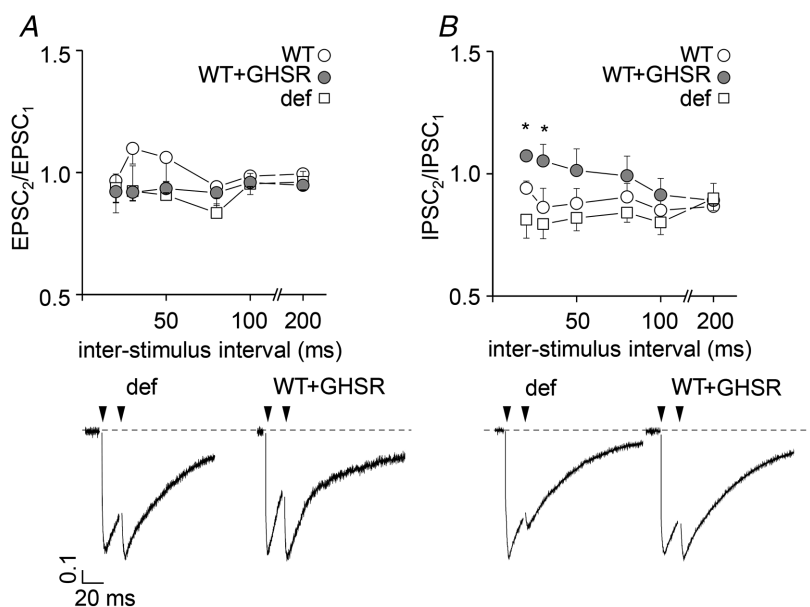 A
1.5
WT
WT+GHSR
def
EPSC2/EPSC1
1.0
0.5
50
100
200
inter-stimulus interval (ms)
def
WT+GHSR
0.1
20 ms
B
1.5
WT
WT+GHSR
def
* *
IPSC2/IPSC1
1.0
0.5
50
100
200
inter-stimulus interval (ms)
def
WT+GHSR